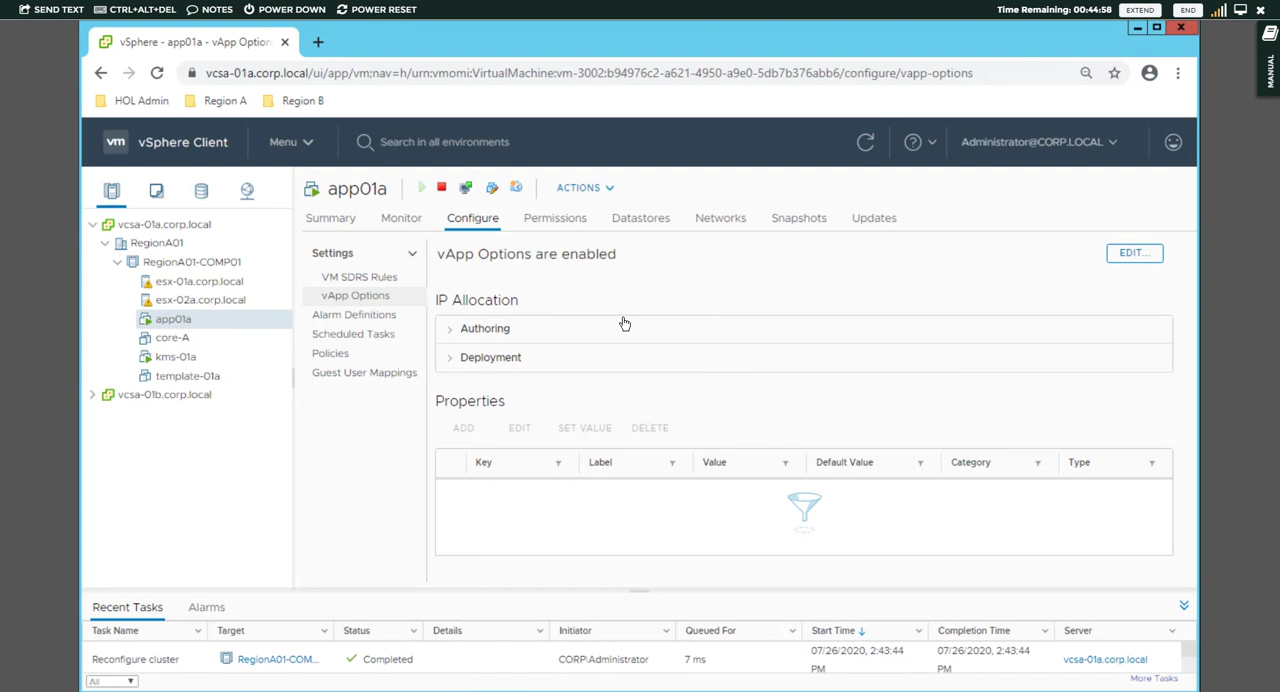 SEND TEXT CTRL+ALT+DEL NOTES POWER DOWN POWER RESET Time Remaining: 00:44:58 EXTEND END
MANUAL
vSphere - app01a - vApp Option
vcsa-01a.corp.local/ui/app/vm;nav=h/urn:vmomi:VirtualMachine:vm-3002:b94976c2-a621-4950-a9e0-5db7b376abb6/configure/vapp-options
HOL Admin Region A Region B
vm vSphere Client Menu Search in all environments Administrator@CORP.LOCAL
app01a ACTIONS
Summary Monitor Configure Permissions Datastores Networks Snapshots Updates
vcsa-01a.corp.local
RegionA01
RegionA01-COMP01
esx-01a.corp.local
esx-02a.corp.local
app01a
core-A
kms-01a
template-01a
vcsa-01b.corp.local
Settings
VM SDRS Rules
vApp Options
Alarm Definitions
Scheduled Tasks
Policies
Guest User Mappings
vApp Options are enabled EDIT...
IP Allocation
Authoring
Deployment
Properties
ADD EDIT SET VALUE DELETE
Key Label Value Default Value Category Type
Recent Tasks Alarms
Task Name Target Status Details Initiator Queued For Start Time Completion Time Server
Reconfigure cluster RegionA01-COM... Completed CORP\Administrator 7 ms 07/26/2020, 2:43:44 PM 07/26/2020, 2:43:44 PM vcsa-01a.corp.local
All More Tasks